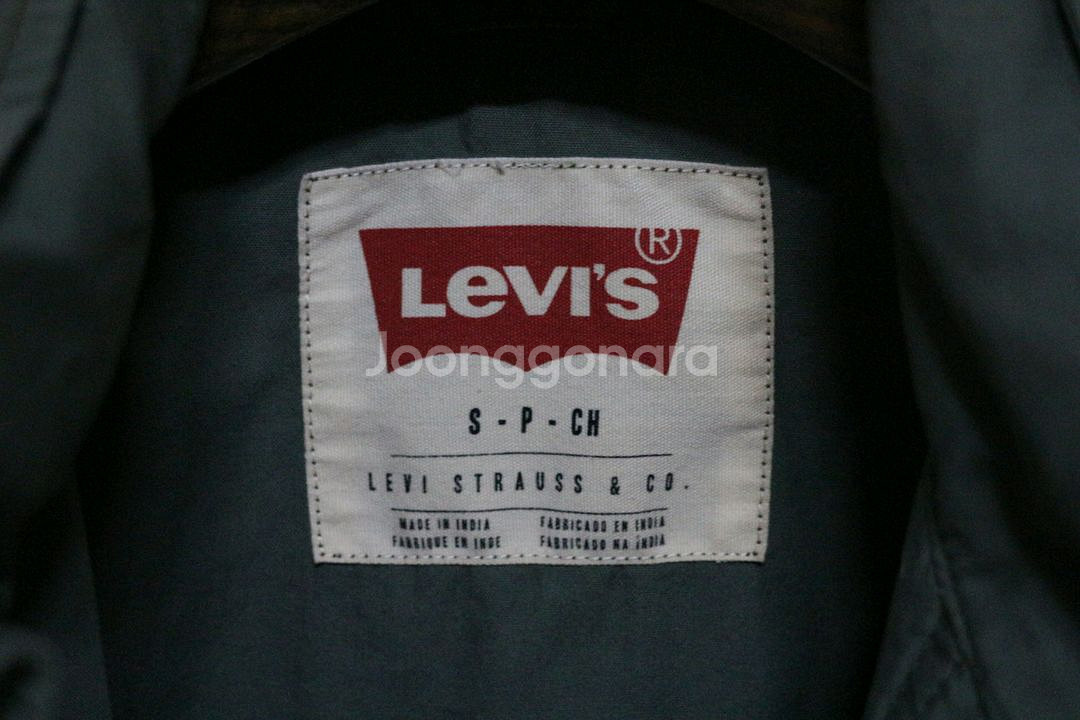 LEVI'S ®
Joonggonara
S - P - CH
LEVI STRAUSS & CO.
MADE IN INDIA
FABRIQUE EN INDE
FABRICADO EN INDIA
FABRICADO NA INDIA